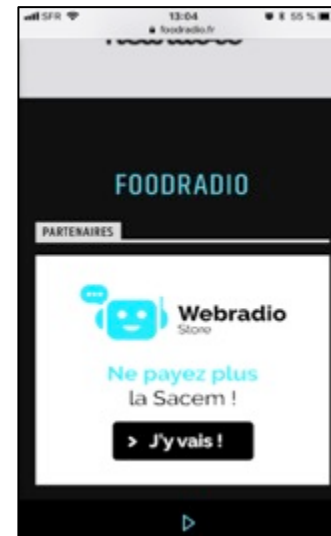 SFR 13:04 55 %
foodradio.fr
FOODRADIO
PARTENAIRES
Webradio
Store
Ne payez plus
la Sacem !
> J'y vais !